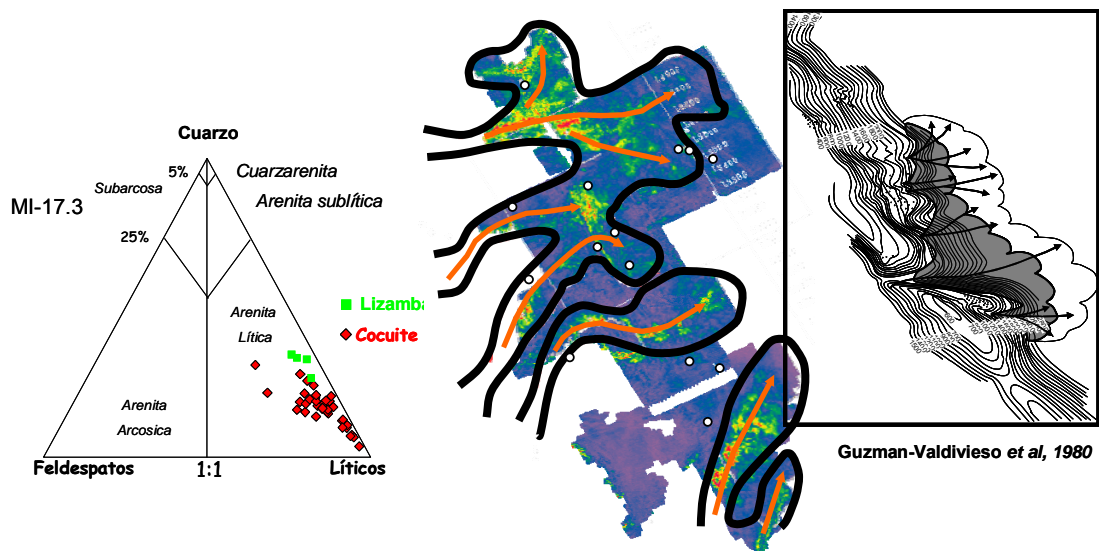 Cuarzo
5%
Cuarzarenita
Subarcosa
Arenita sublítica
MI-17.3
25%
Arenita
Lítica
Lizamba
Cocuite
Arenita
Arcosica
Feldespatos
1:1
Líticos
Guzman-Valdivieso et al, 1980